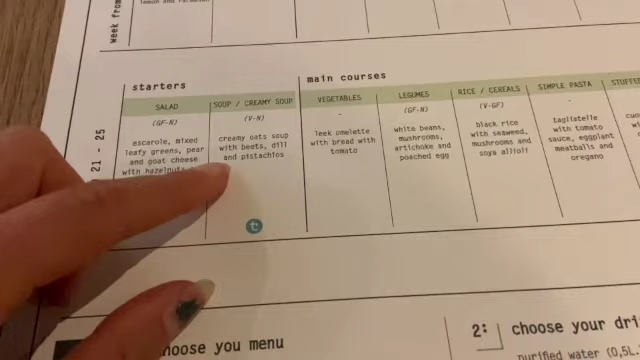 lemon and
week from
starters
main courses
SALAD
SOUP / CREAMY SOUP
VEGETABLES
LEGUMES
RICE / CEREALS
SIMPLE PASTA
STUFFED
(GF-N)
(V-N)
-
(GF-N)
(V-GF)
-
21 - 25
escarole, mixed
leafy greens, pear
and goat cheese
with hazelnuts
creamy oats soup
with beets, dill
and pistachios
leek omelette
with bread with
tomato
white beans,
mushrooms,
artichoke and
poached egg
black rice
with seaweed,
mushrooms and
soya allioli
tagliatelle
with tomato
sauce, eggplant
meatballs and
oregano
t
hoose you menu
2:
choose your dri
purified water (0,5L.